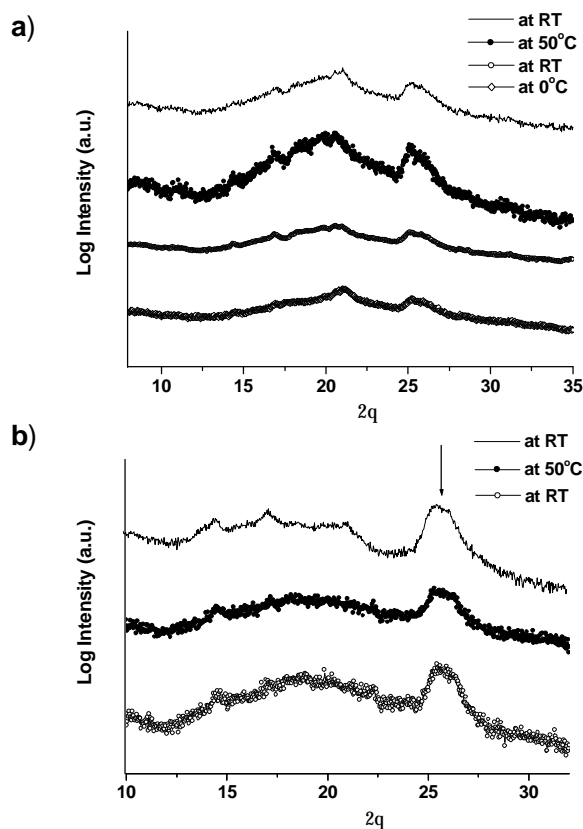 a)
at RT
at 50°C
at RT
at 0°C
Log Intensity (a.u.)
10 15 20 25 30 35
2q
b)
at RT
at 50°C
at RT
Log Intensity (a.u.)
10 15 20 25 30
2q